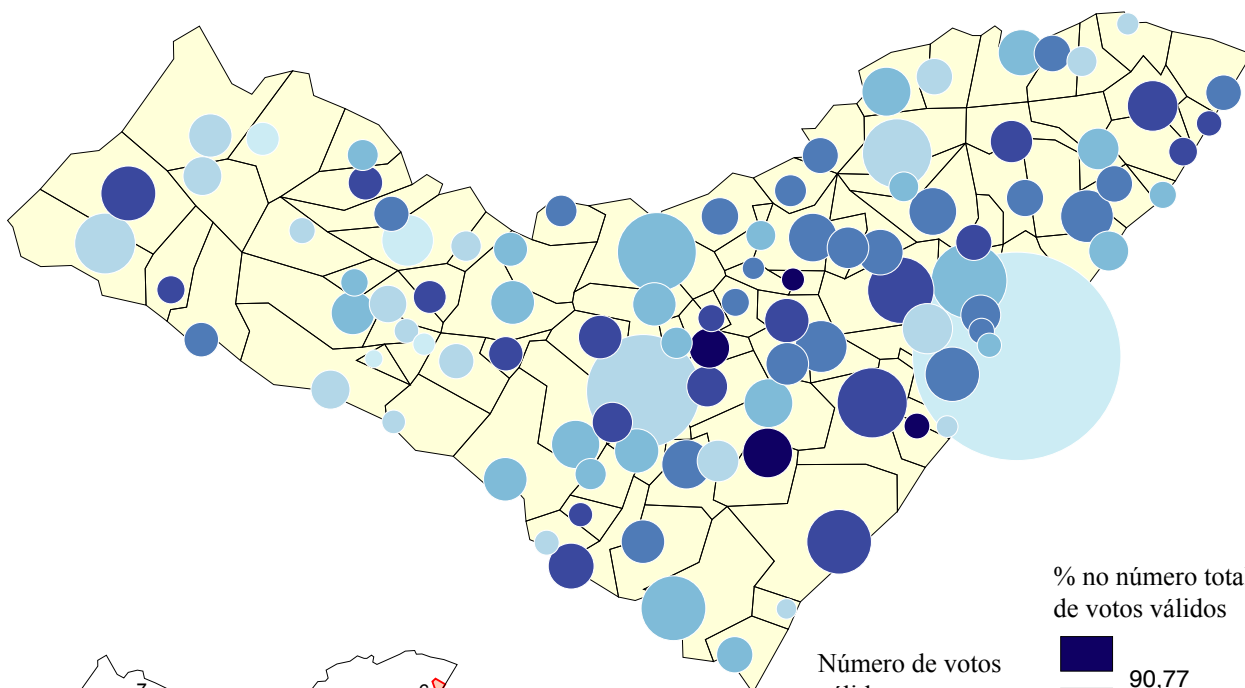 % no número tota
de votos válidos
Número de votos
90,77